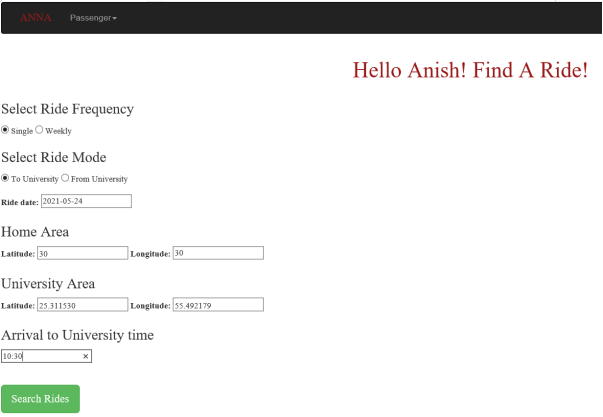 ANNA Passenger
Hello Anish! Find A Ride!
Select Ride Frequency
Single Weekly
Select Ride Mode
To University From University
Ride date: 2021-05-24
Home Area
Latitude: 30 Longitude: 30
University Area
Latitude: 25.311530 Longitude: 55.492179
Arrival to University time
10:30 ×
Search Rides